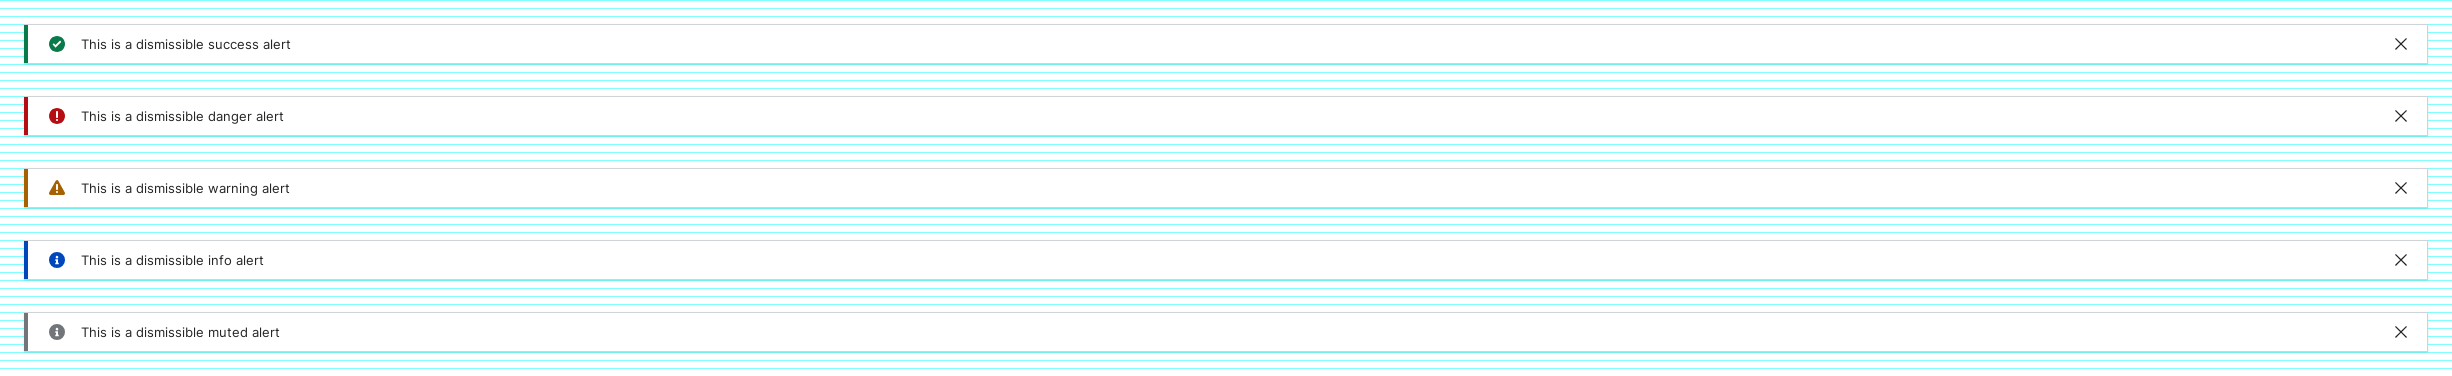 This is a dismissible success alert
This is a dismissible danger alert
This is a dismissible warning alert
This is a dismissible info alert
This is a dismissible muted alert